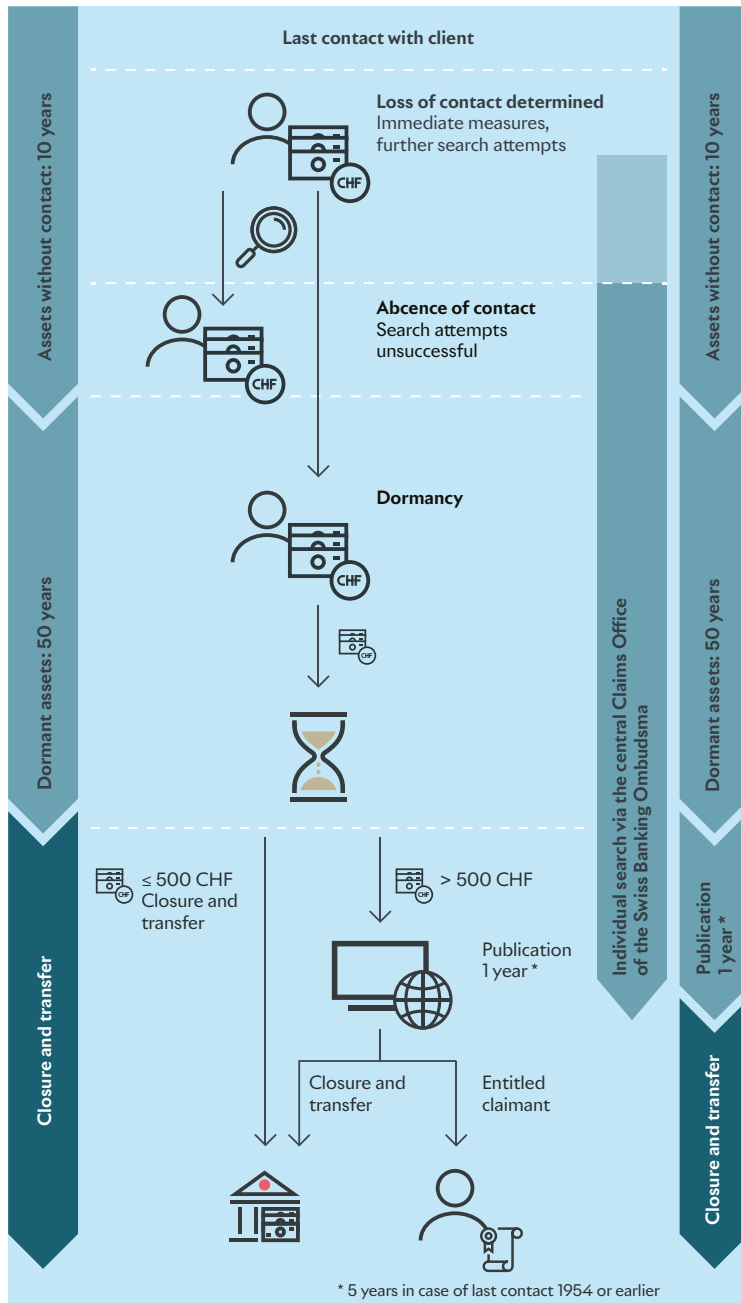 Last contact with client
Assets without contact: 10 years
Loss of contact determined
Immediate measures,
further search attempts
CHF
Assets without contact: 10 years
Abcence of contact
Search attempts
unsuccessful
CHF
Dormancy
CHF
CHF
Dormant assets: 50 years
Individual search via the central Claims Office
of the Swiss Banking Ombudsma
Dormant assets: 50 years
≤ 500 CHF
Closure and
transfer
CHF
> 500 CHF
CHF
Publication
1 year *
Publication
1 year *
Closure and transfer
Closure and
transfer
Entitled
claimant
Closure and transfer
* 5 years in case of last contact 1954 or earlier